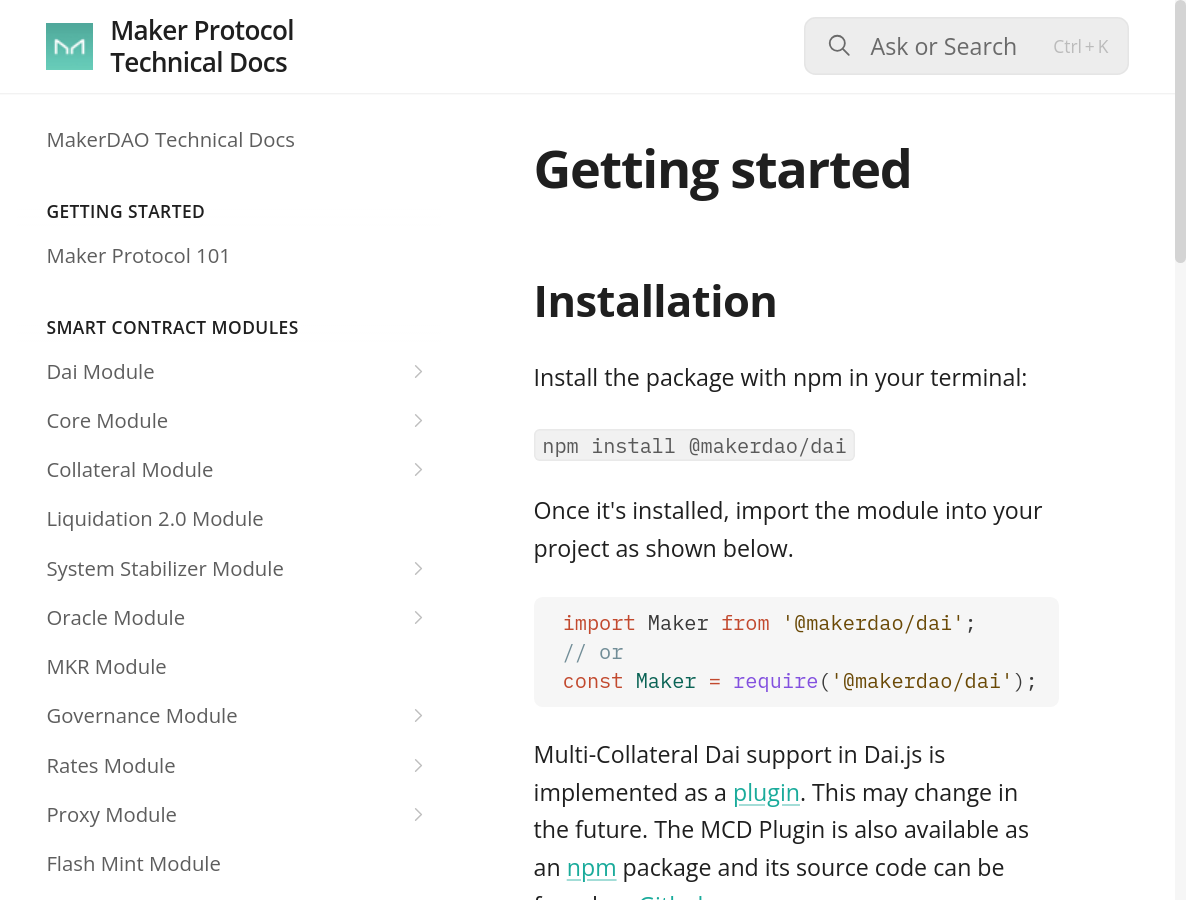 Maker Protocol
Technical Docs
Ask or Search
Ctrl + K
MakerDAO Technical Docs
GETTING STARTED
Maker Protocol 101
SMART CONTRACT MODULES
Dai Module
Core Module
Collateral Module
Liquidation 2.0 Module
System Stabilizer Module
Oracle Module
MKR Module
Governance Module
Rates Module
Proxy Module
Flash Mint Module
Getting started
Installation
Install the package with npm in your terminal:
npm install @makerdao/dai
Once it's installed, import the module into your
project as shown below.
import Maker from '@makerdao/dai';
// or
const Maker = require('@makerdao/dai');
Multi-Collateral Dai support in Dai.js is
implemented as a plugin. This may change in
the future. The MCD Plugin is also available as
an npm package and its source code can be